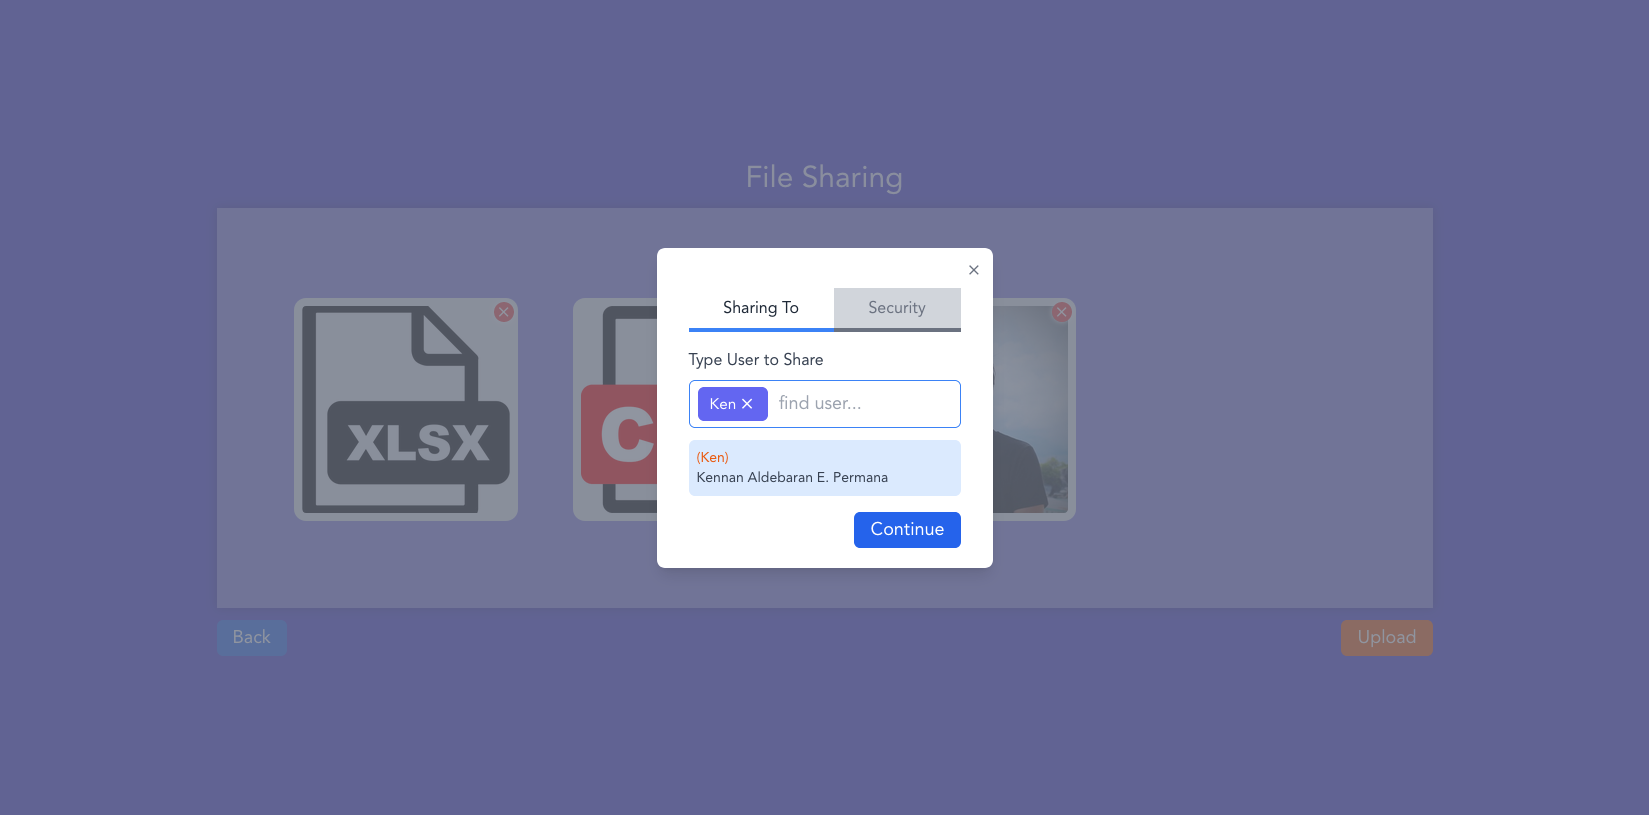 File Sharing
Sharing To
Security
Type User to Share
Ken
find user...
(Ken)
Kennan Aldebaran E. Permana
Continue
XLSX
C
Back
Upload